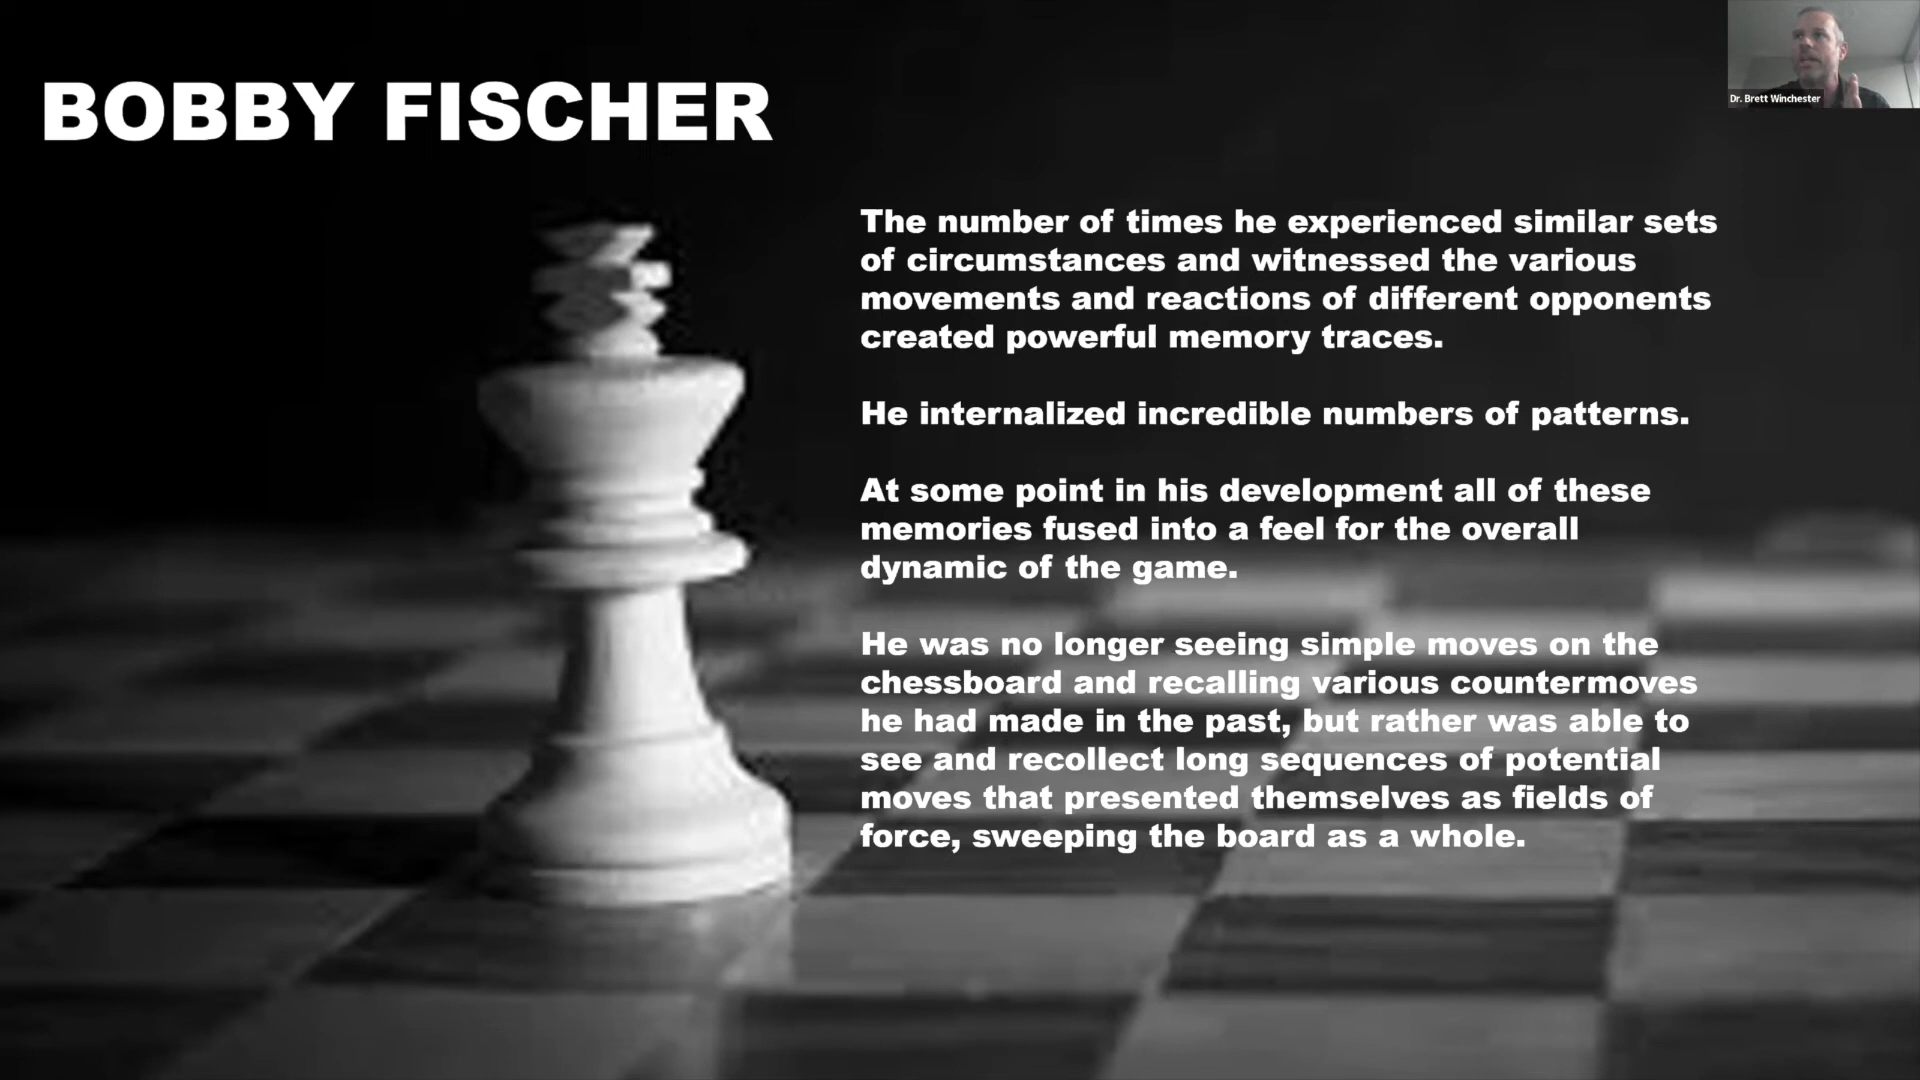 BOBBY FISCHER
Dr. Brett Winchester
The number of times he experienced similar sets
of circumstances and witnessed the various
movements and reactions of different opponents
created powerful memory traces.
He internalized incredible numbers of patterns.
At some point in his development all of these
memories fused into a feel for the overall
dynamic of the game.
He was no longer seeing simple moves on the
chessboard and recalling various countermoves
he had made in the past, but rather was able to
see and recollect long sequences of potential
moves that presented themselves as fields of
force, sweeping the board as a whole.